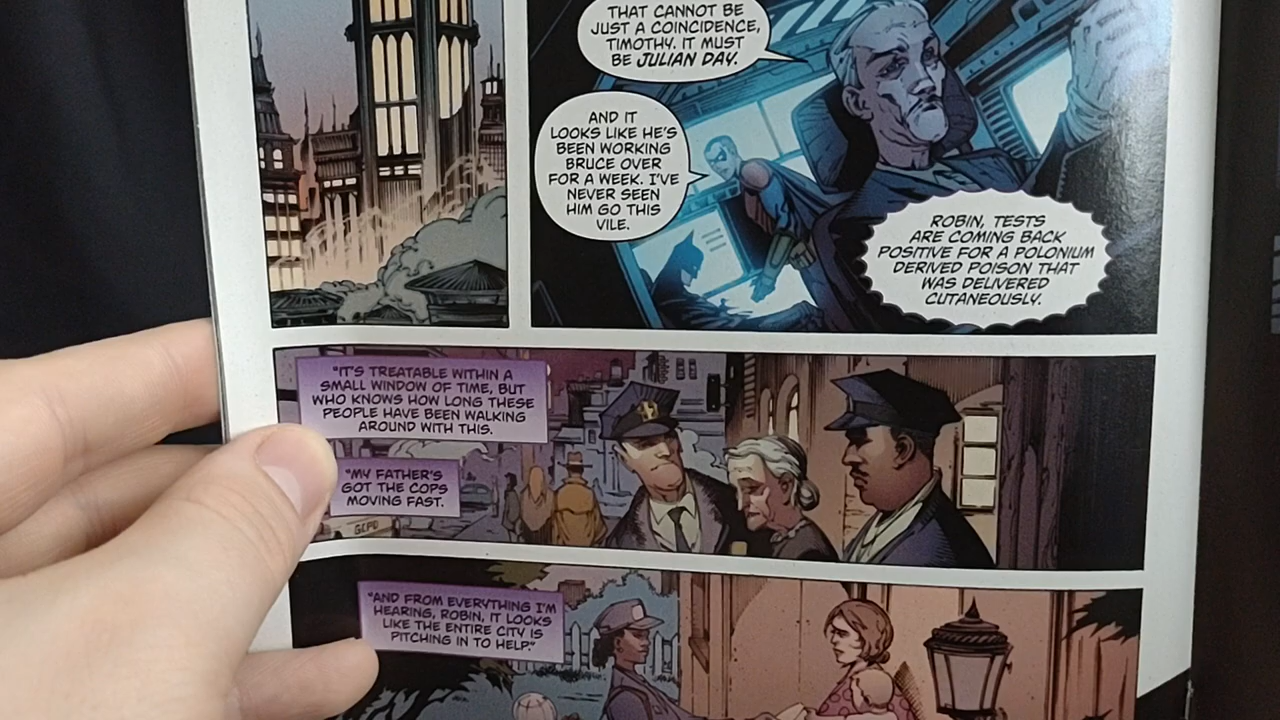 THAT CANNOT BE
JUST A COINCIDENCE,
TIMOTHY. IT MUST
BE JULIAN DAY.
AND IT
LOOKS LIKE HE'S
BEEN WORKING
BRUCE OVER
FOR A WEEK. I'VE
NEVER SEEN
HIM GO THIS
VILE.
ROBIN, TESTS
ARE COMING BACK
POSITIVE FOR A POLONIUM
DERIVED POISON THAT
WAS DELIVERED
CUTANEOUSLY.
"IT'S TREATABLE WITHIN A
SMALL WINDOW OF TIME, BUT
WHO KNOWS HOW LONG THESE
PEOPLE HAVE BEEN WALKING
AROUND WITH THIS.
"MY FATHER'S
GOT THE COPS
MOVING FAST.
GCPD
"AND FROM EVERYTHING I'M
HEARING, ROBIN, IT LOOKS
LIKE THE ENTIRE CITY IS
PITCHING IN TO HELP."